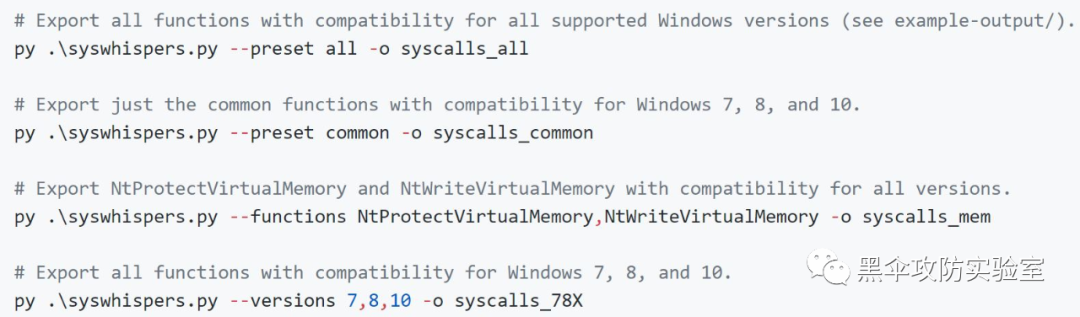 # Export all functions with compatibility for all supported Windows versions (see example-output/).
py .\syswhispers.py --preset all -o syscalls_all
# Export just the common functions with compatibility for Windows 7, 8, and 10.
py .\syswhispers.py --preset common -o syscalls_common
# Export NtProtectVirtualMemory and NtWriteVirtualMemory with compatibility for all versions.
py .\syswhispers.py --functions NtProtectVirtualMemory,NtWriteVirtualMemory -o syscalls_mem
# Export all functions with compatibility for Windows 7, 8, and 10.
py .\syswhispers.py --versions 7,8,10 -o syscalls_78X
黑伞攻防实验室